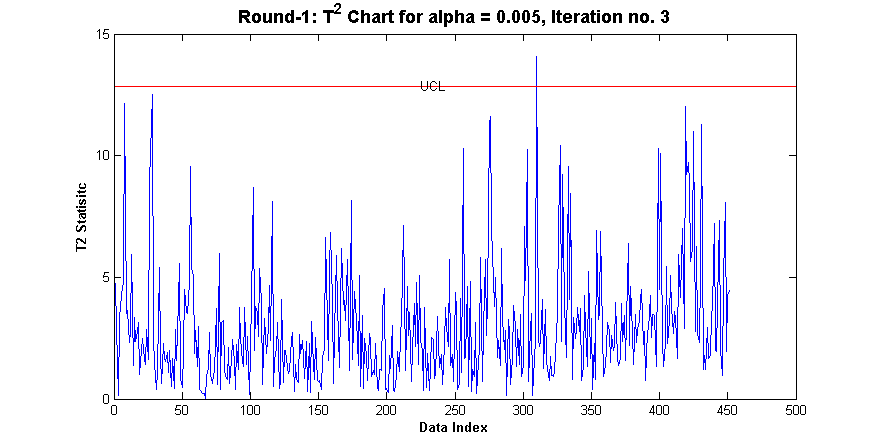 Round-1: T2 Chart for alpha = 0.005, Iteration no. 3
15
UCL
10
T2 Statisitc
5
0
0 50 100 150 200 250 300 350 400 450 500
Data Index